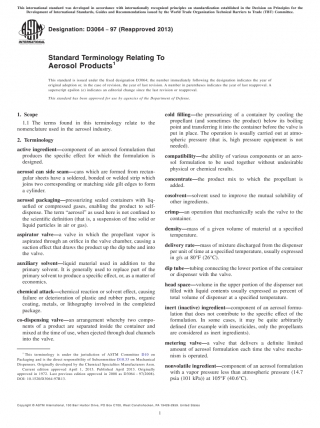 This international standard was developed in accordance with internationally recognized principles on standardization established in the Decision on Principles for the
Development of International Standards, Guides and Recommendations issued by the World Trade Organization Technical Barriers to Trade (TBT) Committee.
INTERNATIONAL
Designation: D3064 − 97 (Reapproved 2013)
Standard Terminology Relating To
Aerosol Products1
This standard is issued under the fixed designation D3064; the number immediately following the designation indicates the year of
original adoption or, in the case of revision, the year of last revision. A number in parentheses indicates the year of last reapproval. A
superscript epsilon (ε) indicates an editorial change since the last revision or reapproval.
This standard has been approved for use by agencies of the Department of Defense.
1. Scope
1.1 The terms found in this terminology relate to the
nomenclature used in the aerosol industry.
2. Terminology
active ingredient—component of an aerosol formulation that
produces the specific effect for which the formulation is
designed.
aerosol can side seam—cans which are formed from rectan-
gular sheets have a soldered, bonded or welded strip which
joins two corresponding or matching side gilt edges to form
a cylinder.
aerosol packaging—pressurizing sealed containers with liq-
uefied or compressed gases, enabling the product to self-
dispense. The term "aerosol" as used here is not confined to
the scientific definition that is, a suspension of fine solid or
liquid particles in air or gas).
aspirator valve—a valve in which the propellant vapor is
aspirated through an orifice in the valve chamber, causing a
suction effect that draws the product up the dip tube and into
the valve.
auxiliary solvent—liquid material used in addition to the
primary solvent. It is generally used to replace part of the
primary solvent to produce a specific effect, or as a matter of
economics.
chemical attack—chemical reaction or solvent effect, causing
failure or deterioration of plastic and rubber parts, organic
coating, metals, or lithography involved in the completed
package.
co-dispensing valve—an arrangement whereby two compo-
nents of a product are separated inside the container and
mixed at the time of use, when ejected through dual channels
into the valve.
1 This terminology is under the jurisdiction of ASTM Committee D10 on
Packaging and is the direct responsibility of Subcommittee D10.33 on Mechanical
Dispensers. Originally developed by the Chemical Specialties Manufacturers Assn.
Current edition approved April 1, 2013. Published April 2013. Originally
approved in 1972. Last previous edition approved in 2008 as D3064 – 97(2008).
DOI: 10.1520/D3064-97R13.
cold filling—the pressurizing of a container by cooling the
propellant (and sometimes the product) below its boiling
point and transferring it into the container before the valve is
put in place. The operation is usually carried out at atmo-
spheric pressure (that is, high pressure equipment is not
needed).
compatibility—the ability of various components or an aero-
sol formulation to be used together without undesirable
physical or chemical results.
concentrate—the product mix to which the propellant is
added.
cosolvent—solvent used to improve the mutual solubility of
other ingredients.
crimp—an operation that mechanically seals the valve to the
container.
density—mass of a given volume of material at a specified
temperature.
delivery rate—mass of mixture discharged from the dispenser
per unit of time at a specified temperature, usually expressed
in g/s at 80°F (26°C).
dip tube—tubing connecting the lower portion of the container
or dispenser with the valve.
head space—volume in the upper portion of the dispenser not
filled with liquid contents usually expressed as percent of
total volume of dispenser at a specified temperature.
inert (inactive) ingredient—component of an aerosol formu-
lation that does not contribute to the specific effect of the
formulation. In some cases, it may be quite arbitrarily
defined (for example with insecticides, only the propellants
are considered as inert ingredients).
metering valve—a valve that delivers a definite limited
amount of aerosol formulation each time the valve mecha-
nism is operated.
nonvolatile ingredient—component of an aerosol formulation
with a vapor pressure less than atmospheric pressure (14.7
psia (101 kPa)) at 105°F (40.6°C).
Copyright © ASTM International, 100 Barr Harbor Drive, PO Box C700, West Conshohocken, PA 19428-2959. United States
1